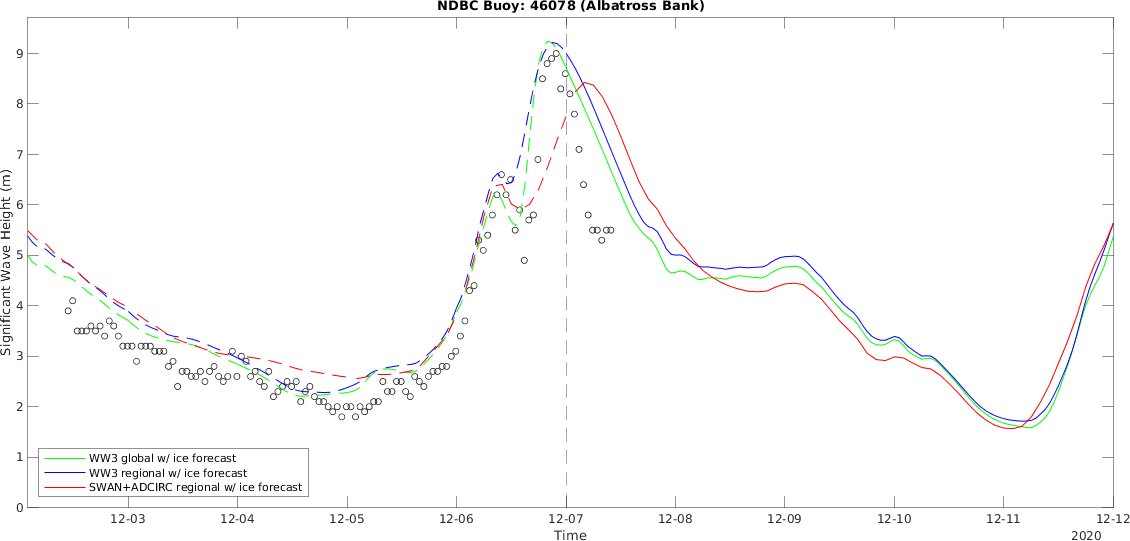 NDBC Buoy: 46078 (Albatross Bank)
Significant Wave Height (m)
9
8
7
6
5
4
3
2
1
0
WW3 global w/ ice forecast
WW3 regional w/ ice forecast
SWAN+ADCIRC regional w/ ice forecast
12-03 12-04 12-05 12-06 12-07 12-08 12-09 12-10 12-11 12-12
Time
2020